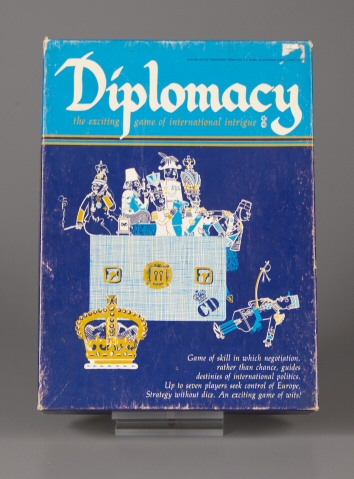 Diplomacy
the exciting game of international intrigue
CD
Game of skill in which negotiation,
rather than chance, guides
destinies of international politics.
Up to seven players seek control of Europe.
Strategy without dice. An exciting game of wits!